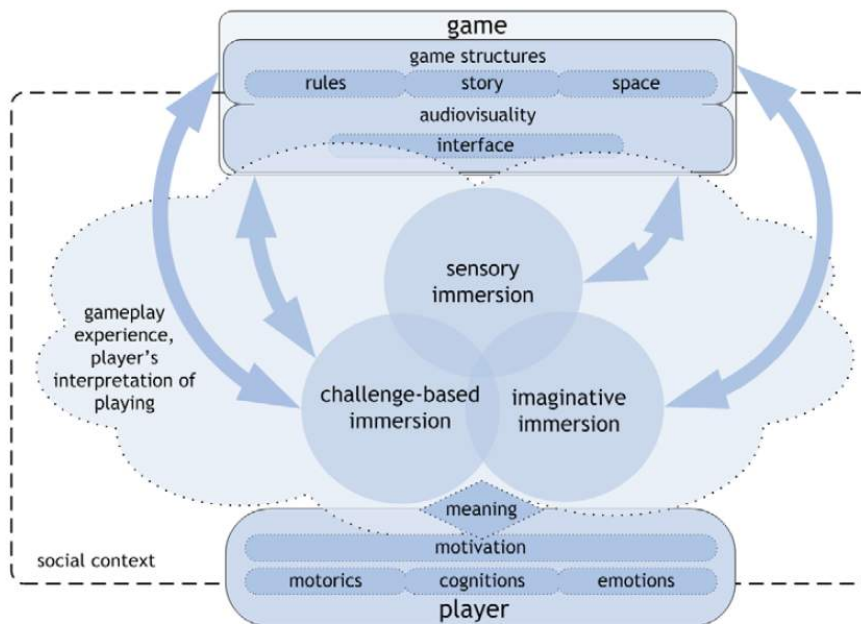 game
game structures
rules story space
audiovisuality
interface
sensory
immersion
gameplay
experience,
player's
interpretation of
playing
challenge-based
immersion
imaginative
immersion
meaning
social context
motivation
motorics cognitions emotions
player